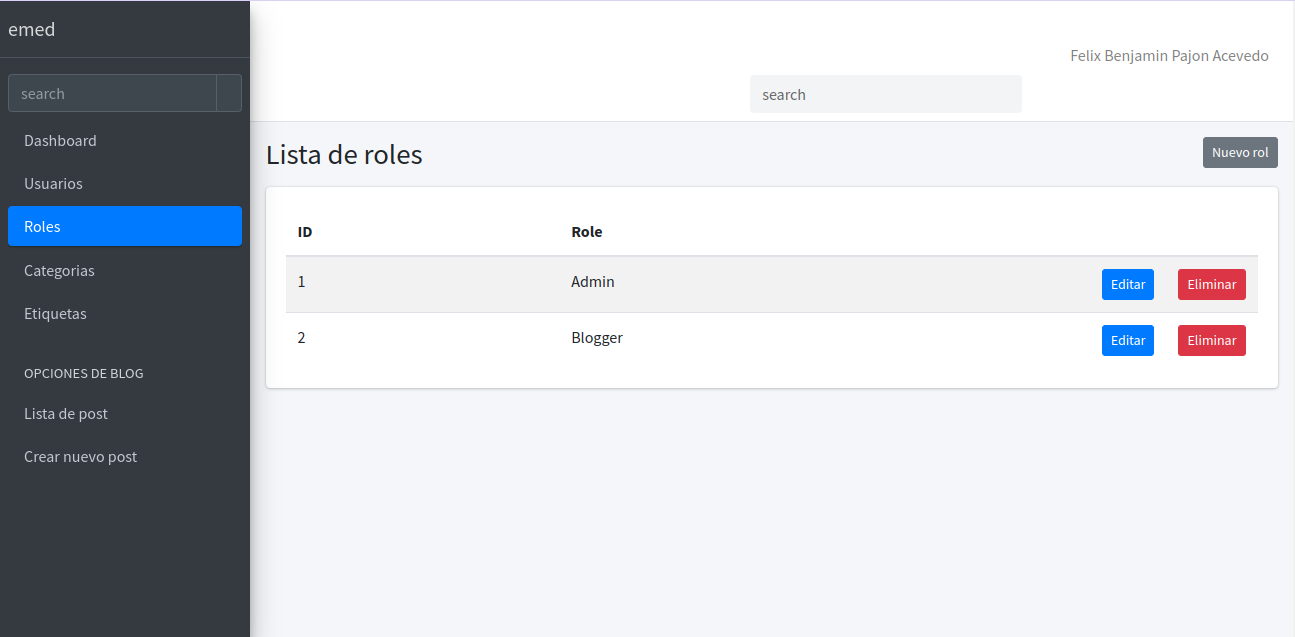 emed
search
Dashboard
Usuarios
Roles
Categorias
Etiquetas
OPCIONES DE BLOG
Lista de post
Crear nuevo post
Felix Benjamin Pajon Acevedo
search
Lista de roles
Nuevo rol
ID Role
1 Admin Editar Eliminar
2 Blogger Editar Eliminar